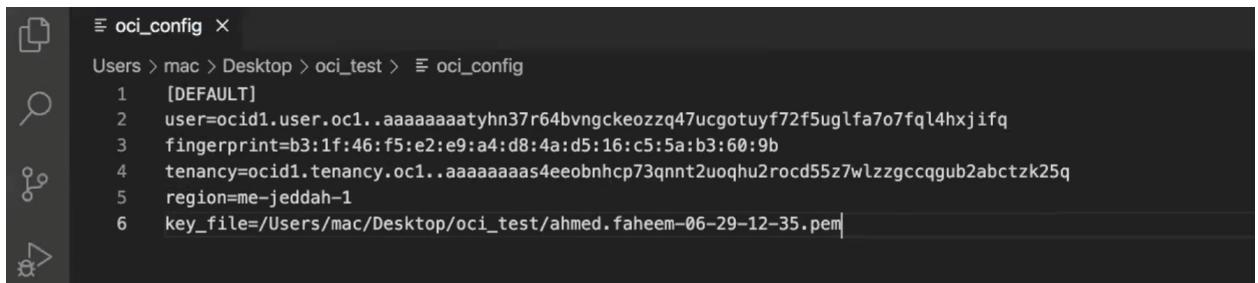 oci_config
Users > mac > Desktop > oci_test > oci_config
1 [DEFAULT]
2 user=ocid1.user.oc1..aaaaaaaatyhn37r64bvngckeozzq47ucgotuyf72f5uglfa7o7fql4hxjifq
3 fingerprint=b3:1f:46:f5:e2:e9:a4:d8:4a:d5:16:c5:5a:b3:60:9b
4 tenancy=ocid1.tenancy.oc1..aaaaaaaas4eeobnhcp73qnnt2uoqhu2rocd55z7wlzzgccqgub2abctzk25q
5 region=me-jeddah-1
6 key_file=/Users/mac/Desktop/oci_test/ahmed.faheem-06-29-12-35.pem